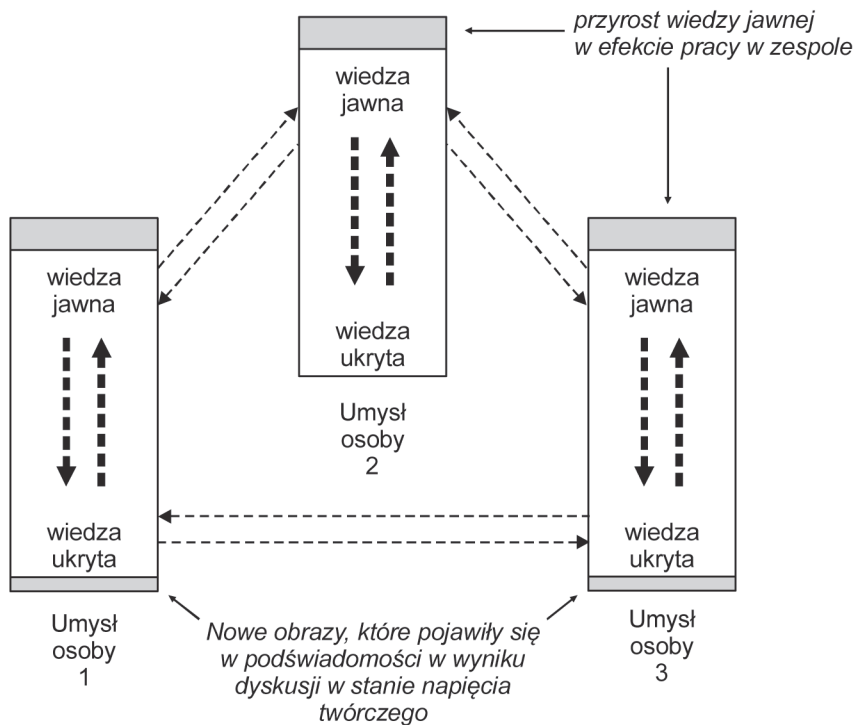 przyrost wiedzy jawnej
w efekcie pracy w zespole
wiedza
jawna
wiedza
ukryta
Umysł
osoby
2
wiedza
jawna
wiedza
ukryta
Umysł
osoby
1
wiedza
jawna
wiedza
ukryta
Umysł
osoby
3
Nowe obrazy, które pojawiły się
w podświadomości w wyniku
dyskusji w stanie napięcia
twórczego